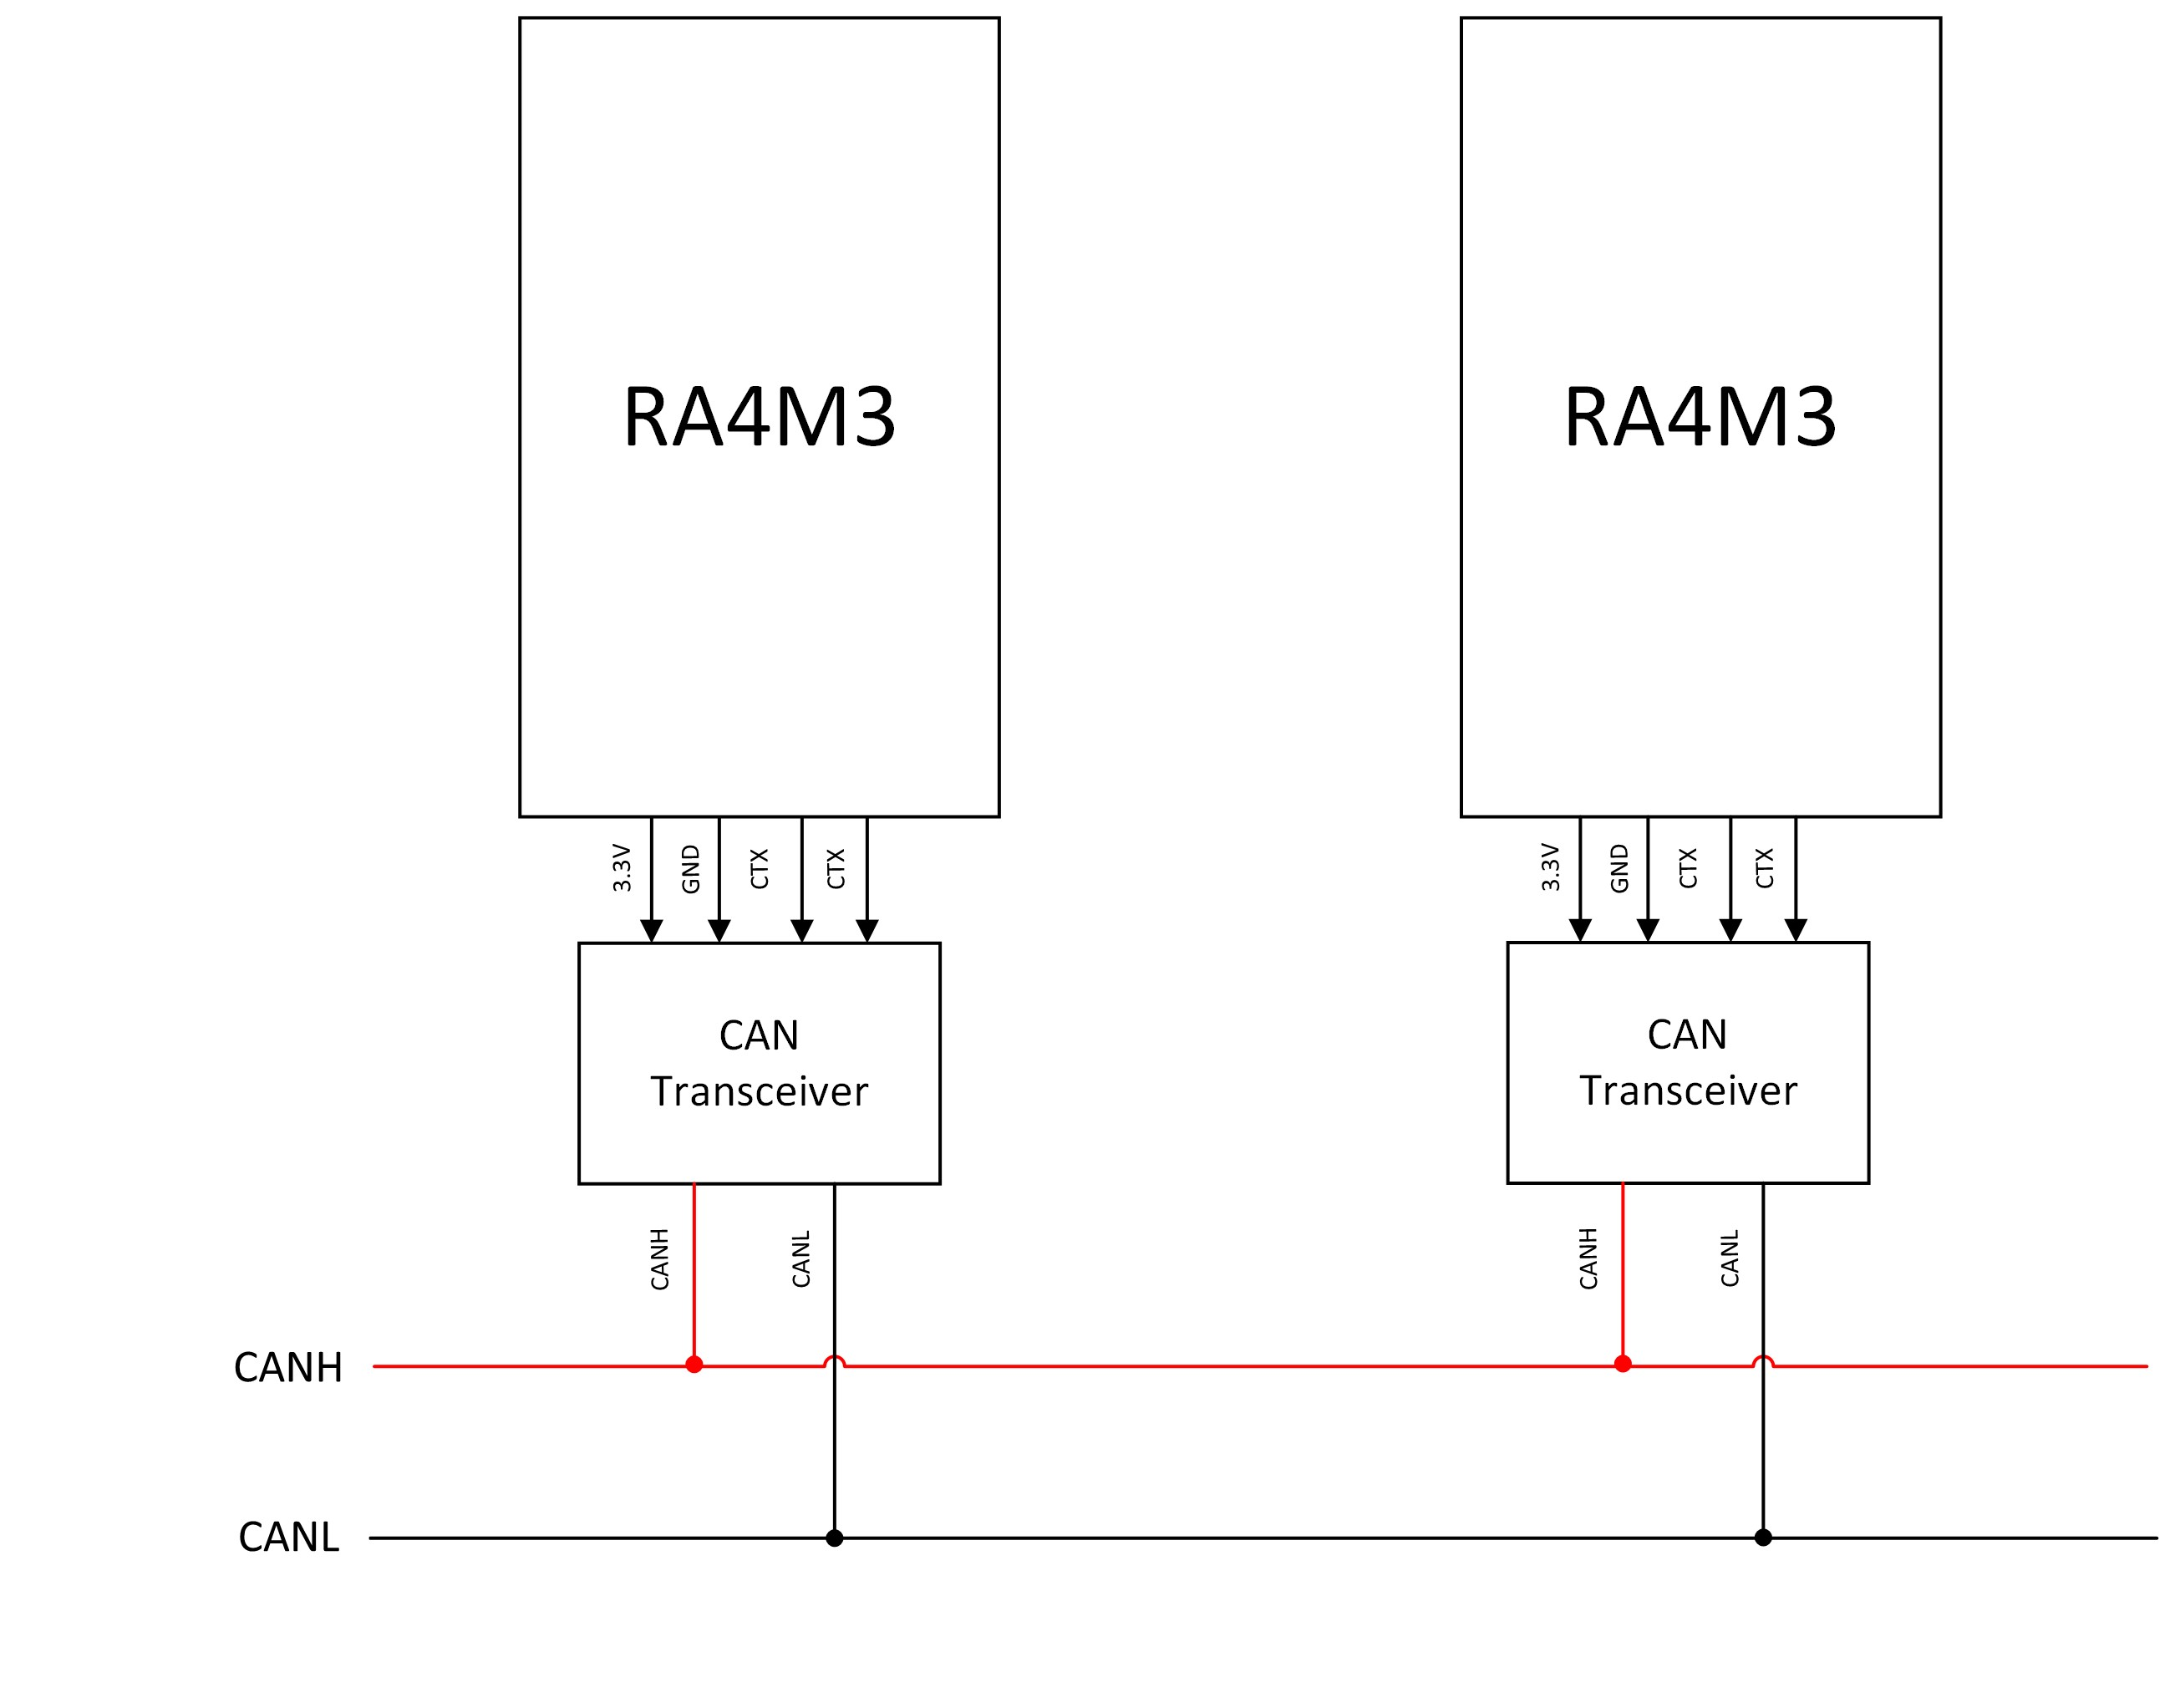 RA4M3
RA4M3
3.3V
GND
CTX
CTX
3.3V
GND
CTX
CTX
CAN
Transceiver
CAN
Transceiver
CANH
CANL
CANH
CANL
CANH
CANL